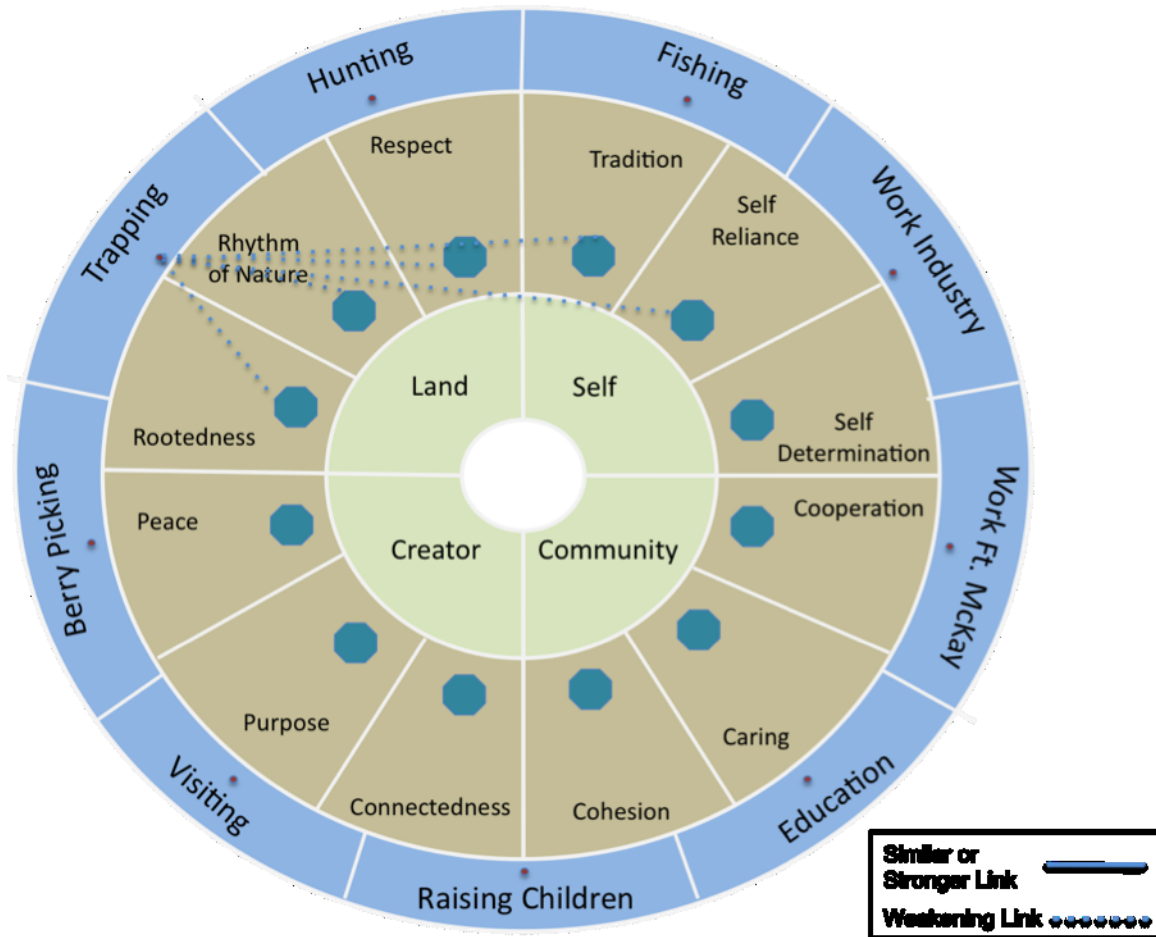 Hunting
Fishing
Respect
Tradition
Work Industry
Self
Reliance
Trapping
Rhythm
of Nature
Land
Self
Rootedness
Self
Determination
Peace
Cooperation
Berry Picking
Creator
Community
Work Ft. McKay
Purpose
Caring
Visiting
Connectedness
Cohesion
Education
Raising Children
Similar or
Stronger Link
Weakening Link